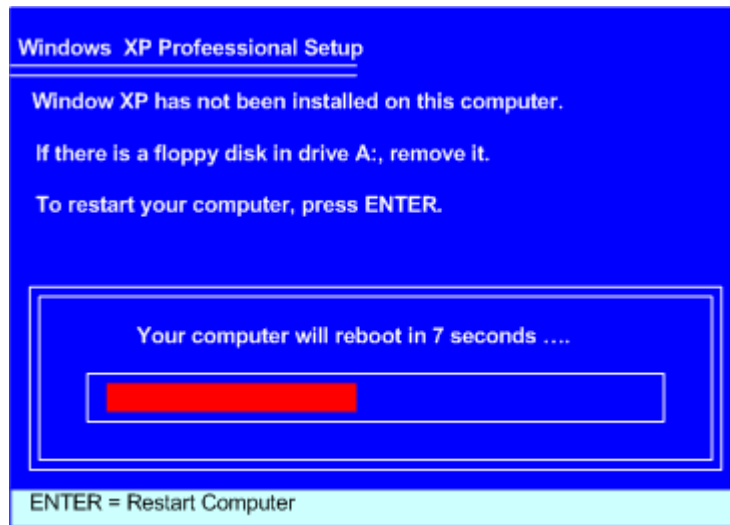 Windows XP Profeessional Setup
Window XP has not been installed on this computer.
If there is a floppy disk in drive A:, remove it.
To restart your computer, press ENTER.
Your computer will reboot in 7 seconds ….
ENTER = Restart Computer